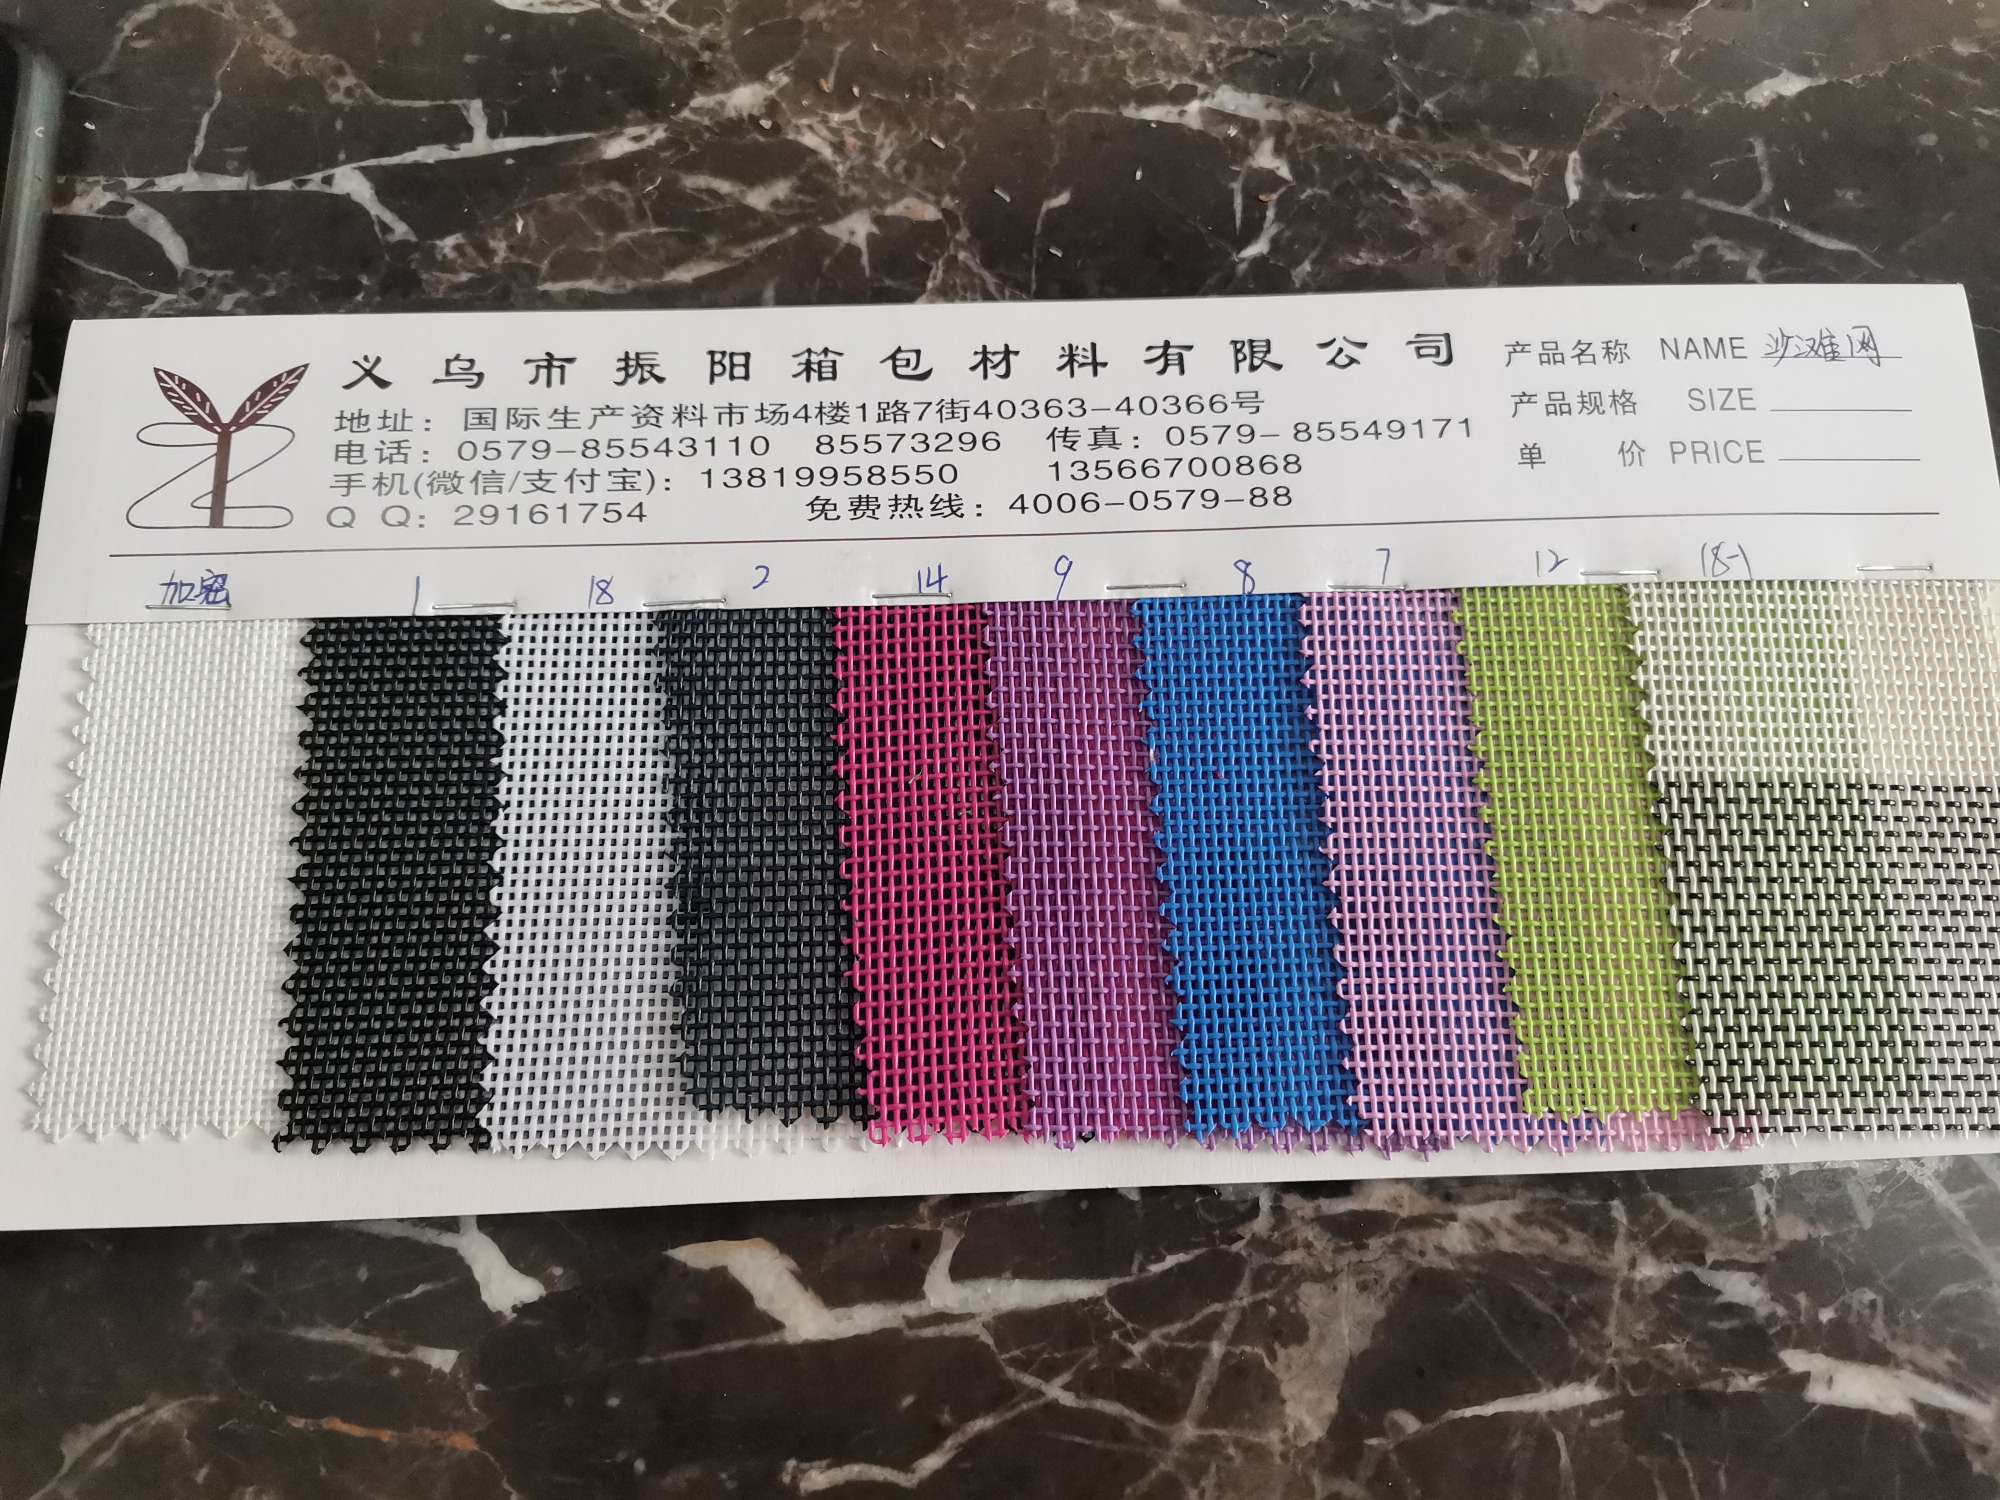 义乌市振阳箱包材料有限公司
地址：国际生产资料市场4楼1路7街40363-40366号
电话：0579-85543110 85573296 传真：0579-85549171
手机(微信/支付宝)：13819958550 13566700868
Q Q：29161754 免费热线：4006-0579-88
产品名称 NAME 沙滩网
产品规格 SIZE
单 价 PRICE
加密 1 18 2 14 9 8 7 12 18-1